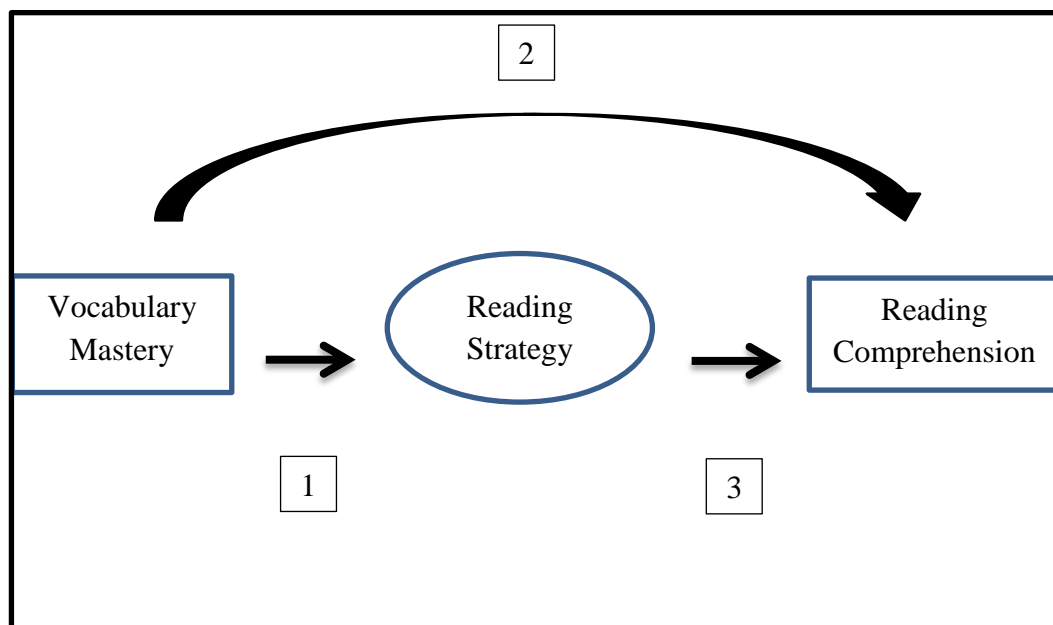 2
Vocabulary
Mastery
Reading
Strategy
Reading
Comprehension
1
3